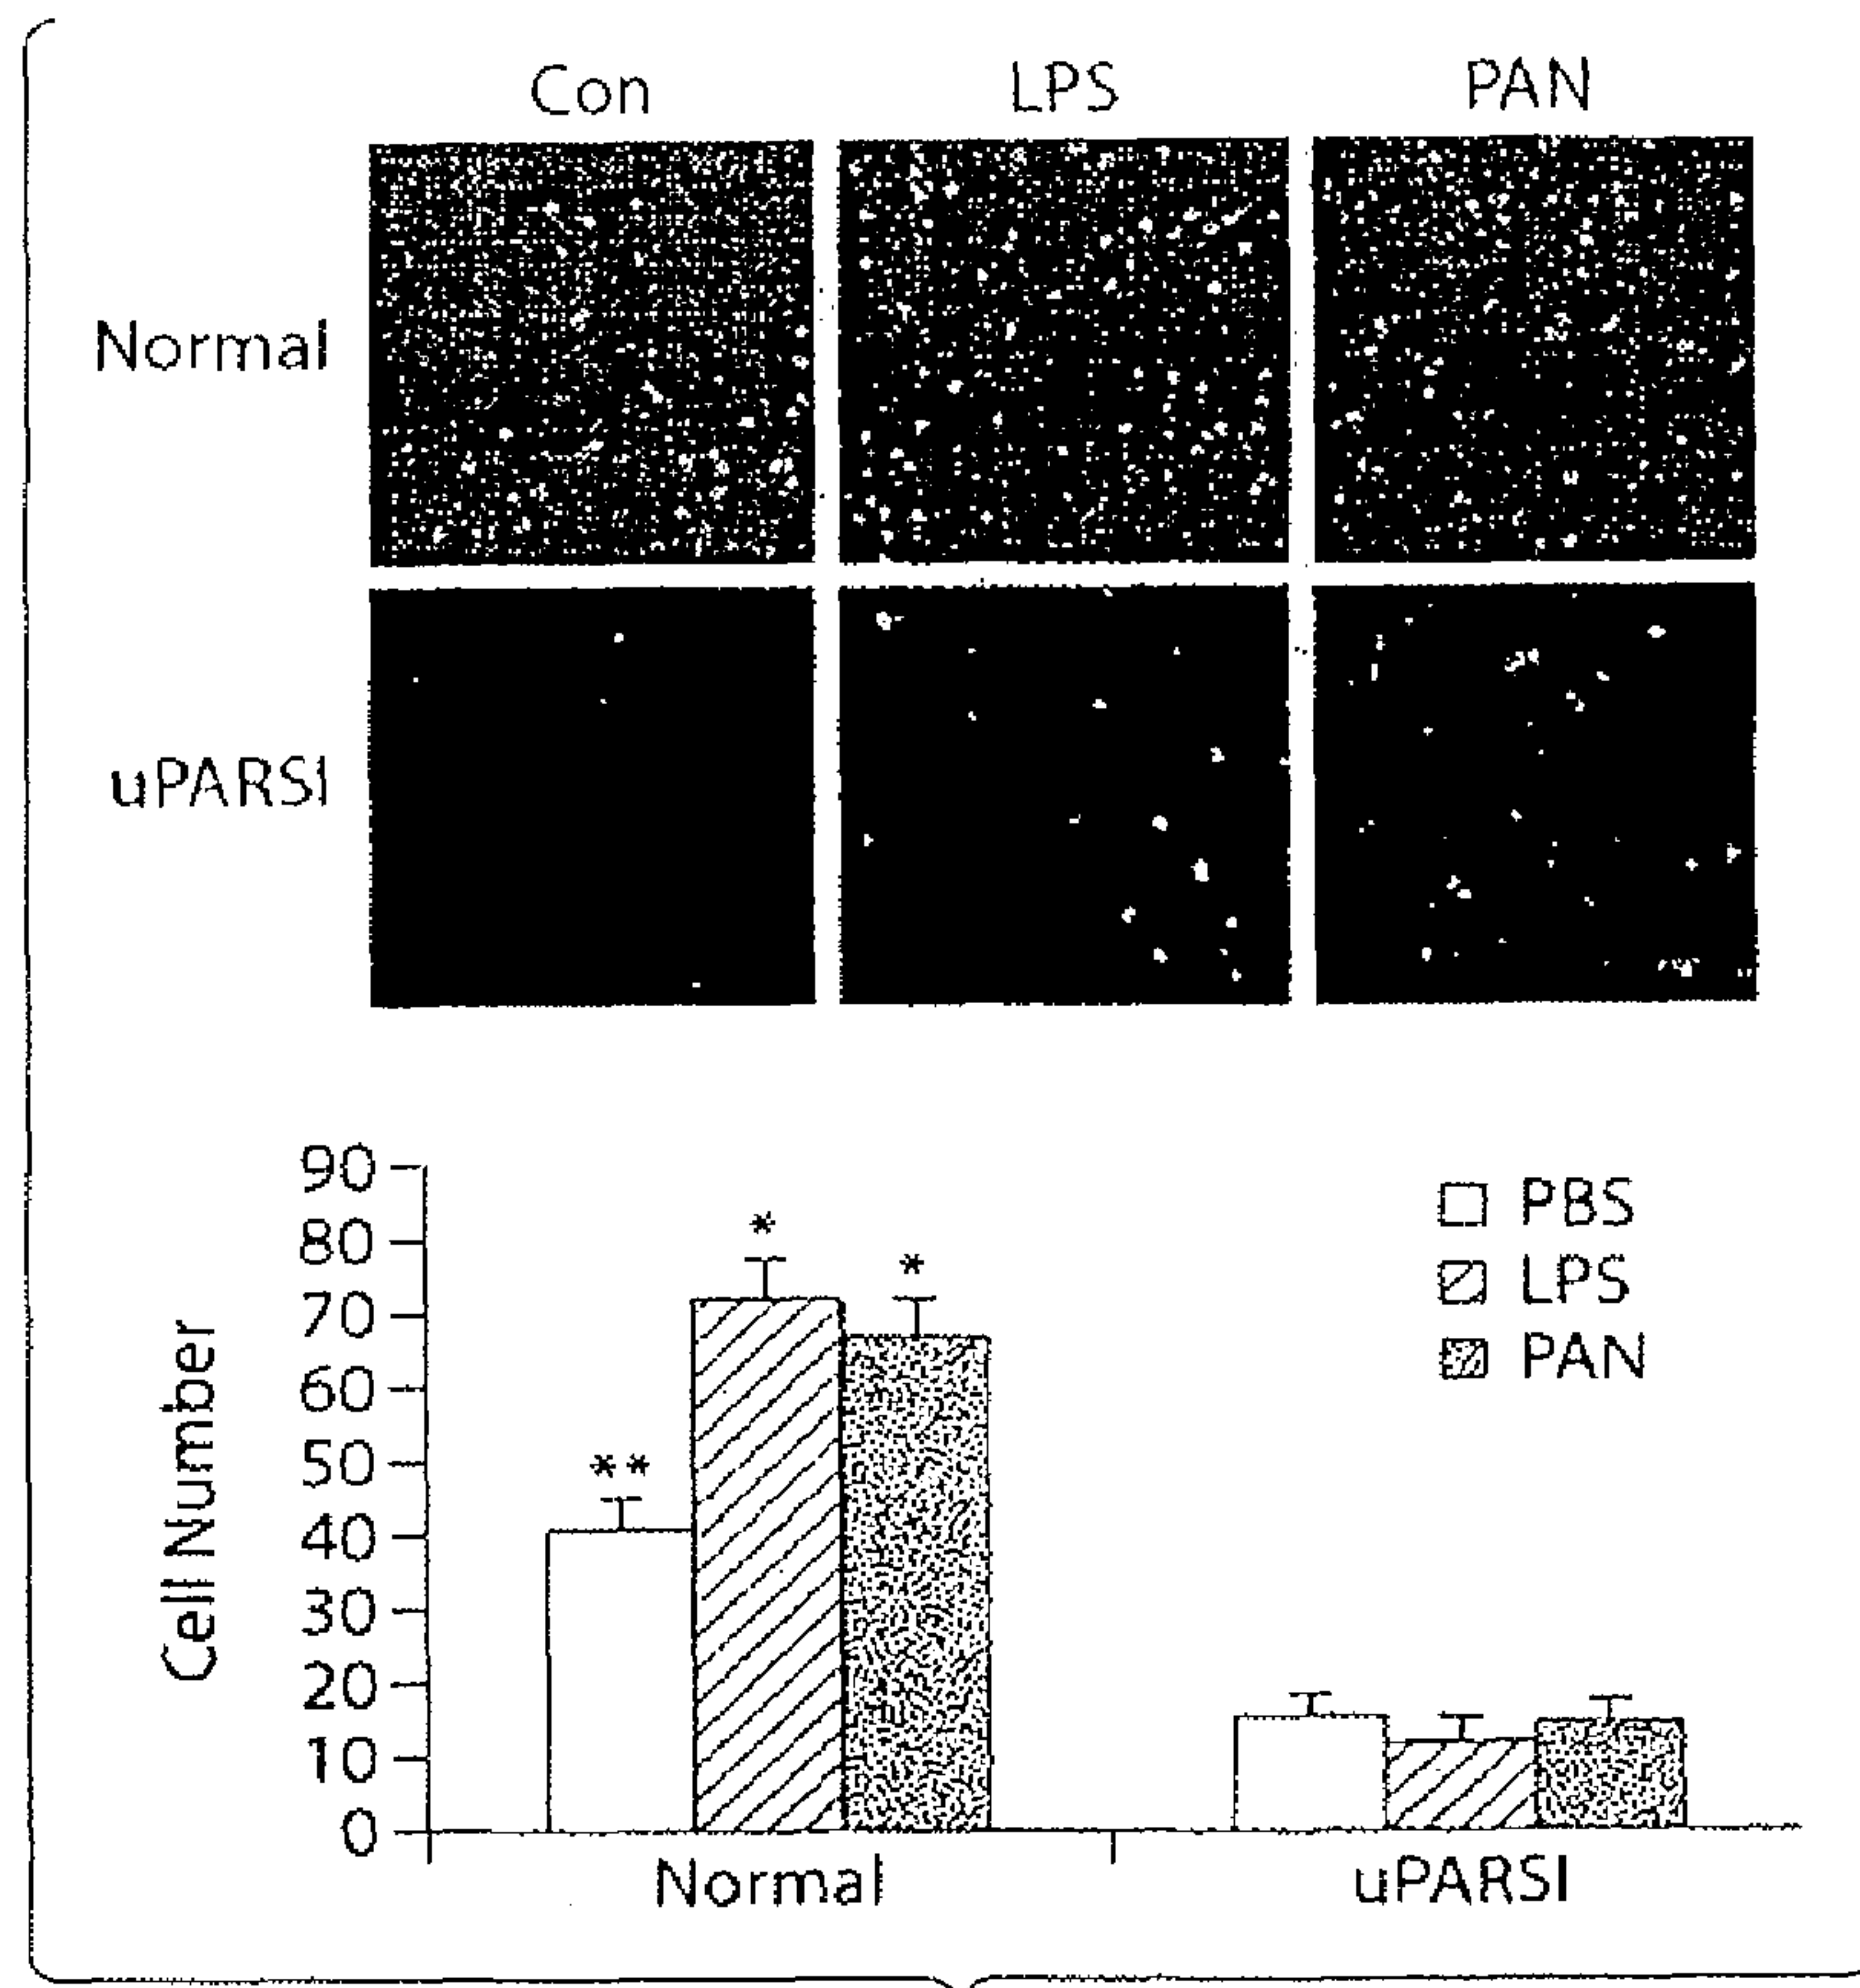 Con LPS PAN
Normal
uPARSI
90
80
70
60
50
40
30
20
10
0
Cell Number
* *
*
*
PBS
LPS
PAN
Normal uPARSI